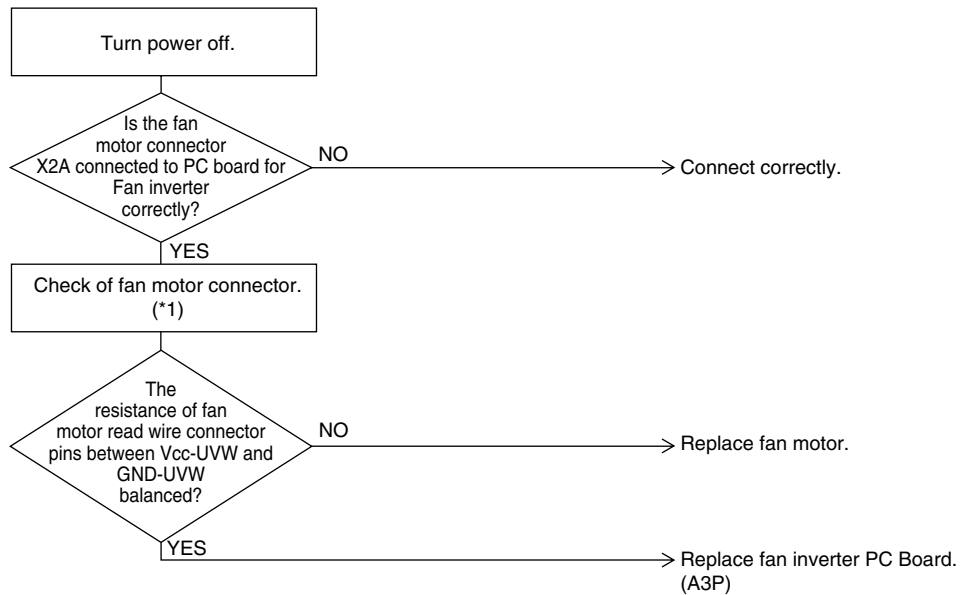 Turn power off.
Is the fan
motor connector
X2A connected to PC board for
Fan inverter
correctly?
NO
Connect correctly.
YES
Check of fan motor connector.
(*1)
The
resistance of fan
motor read wire connector
pins between Vcc-UVW and
GND-UVW
balanced?
NO
Replace fan motor.
YES
Replace fan inverter PC Board.
(A3P)